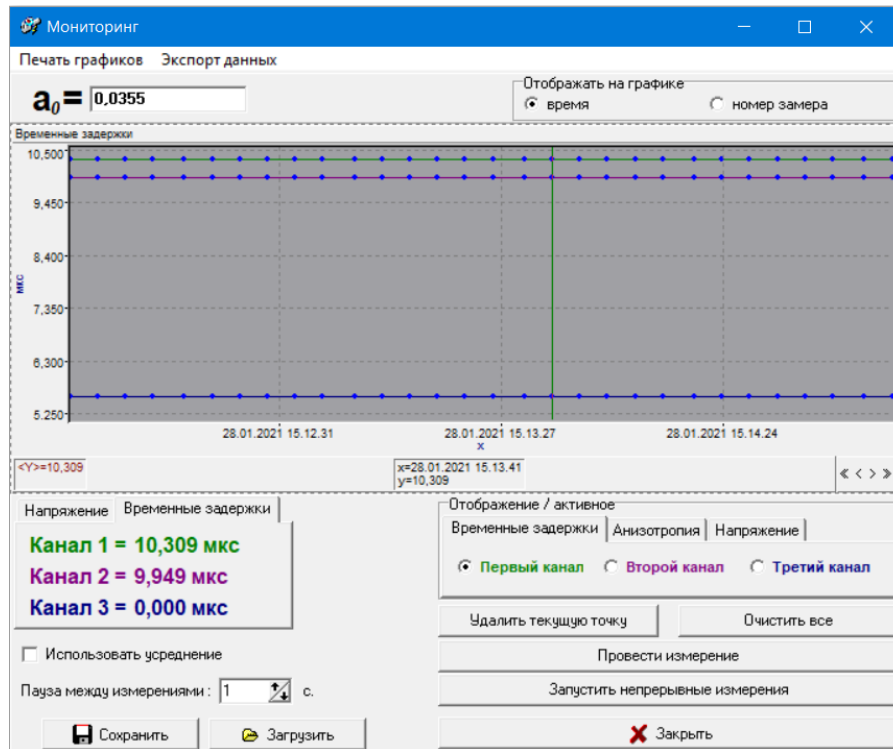 Мониторинг
Печать графиков Экспорт данных
a0= 0,0355
Отображать на графике
время номер замера
Временные задержки
10,500
9,450
8,400
мкс
7,350
6,300
5,250
28.01.2021 15.12.31 28.01.2021 15.13.27 28.01.2021 15.14.24
x
<Y>=10,309
x=28.01.2021 15.13.41
y=10,309
Напряжение Временные задержки
Канал 1 = 10,309 мкс
Канал 2 = 9,949 мкс
Канал 3 = 0,000 мкс
Отображение / активное
Временные задержки Анизотропия Напряжение
Первый канал Второй канал Третий канал
Удалить текущую точку Очистить все
Использовать усреднение
Провести измерение
Пауза между измерениями : 1 с.
Запустить непрерывные измерения
Сохранить Загрузить Закрыть